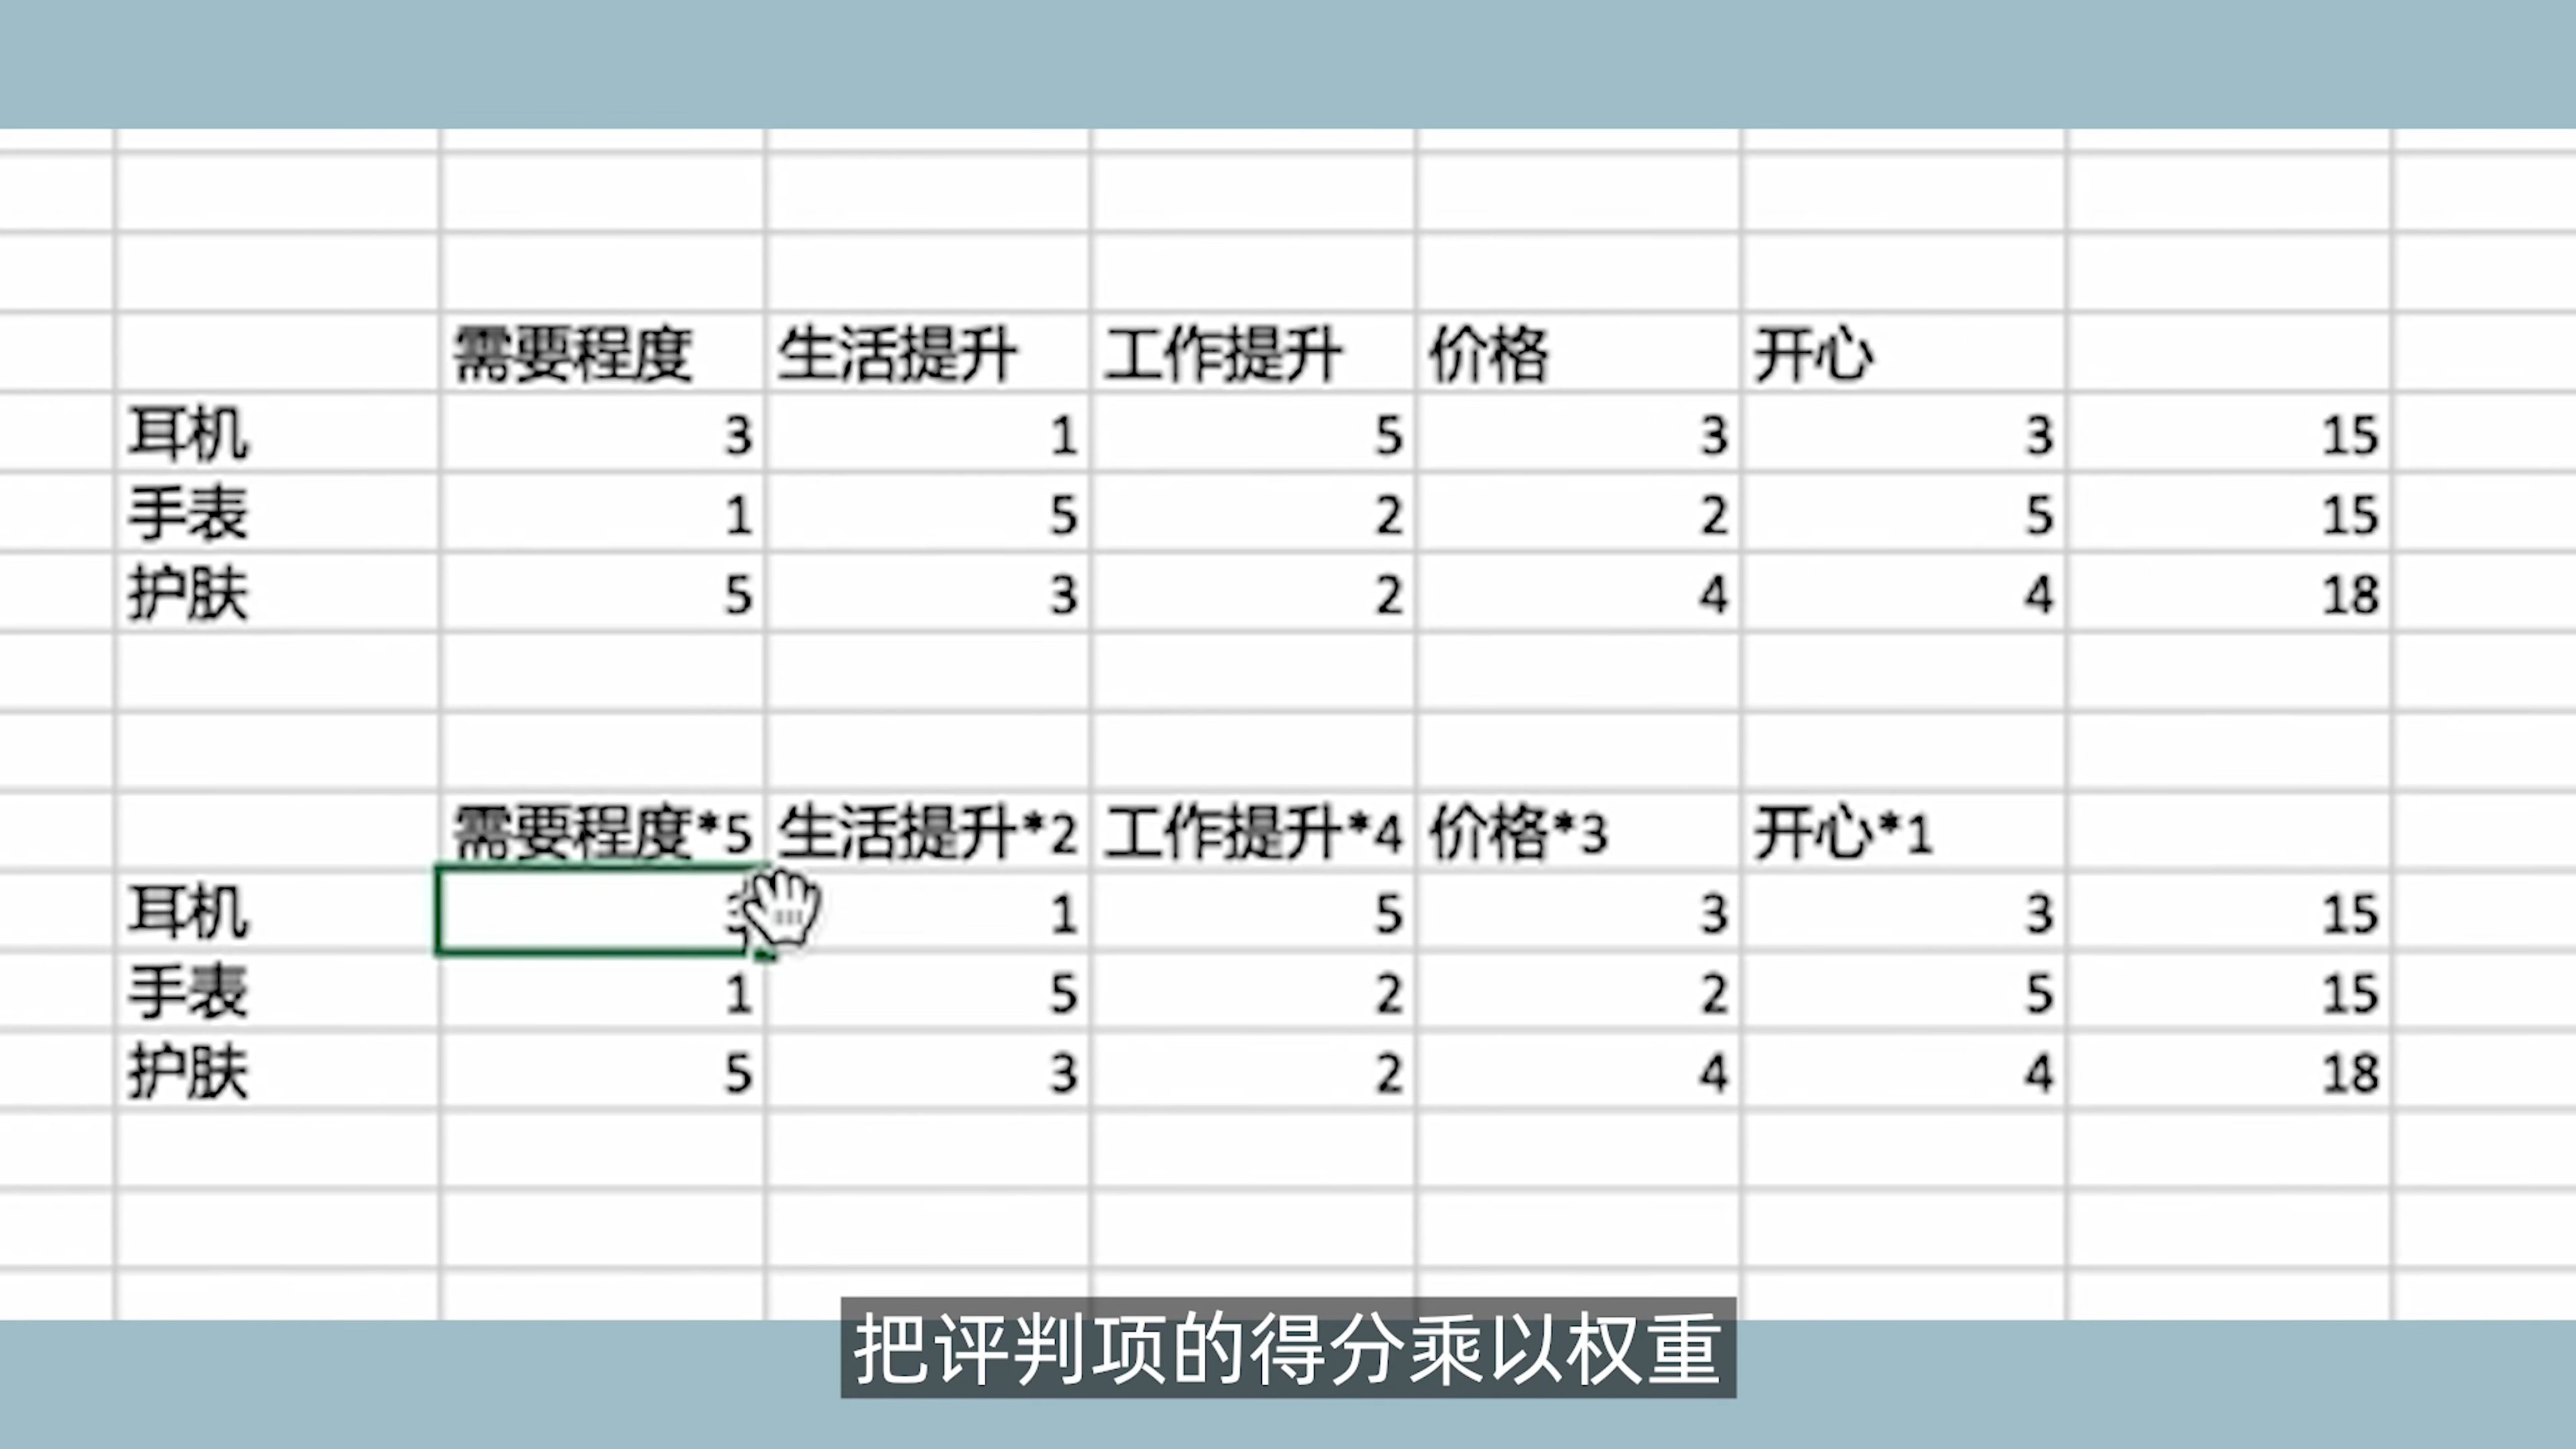 需要程度 生活提升 工作提升 价格 开心
耳机 3 1 5 3 3 15
手表 1 5 2 2 5 15
护肤 5 3 2 4 4 18
需要程度*5 生活提升*2 工作提升*4 价格*3 开心*1
耳机 1 5 3 3 15
手表 1 5 2 2 5 15
护肤 5 3 2 4 4 18
把评判项的得分乘以权重